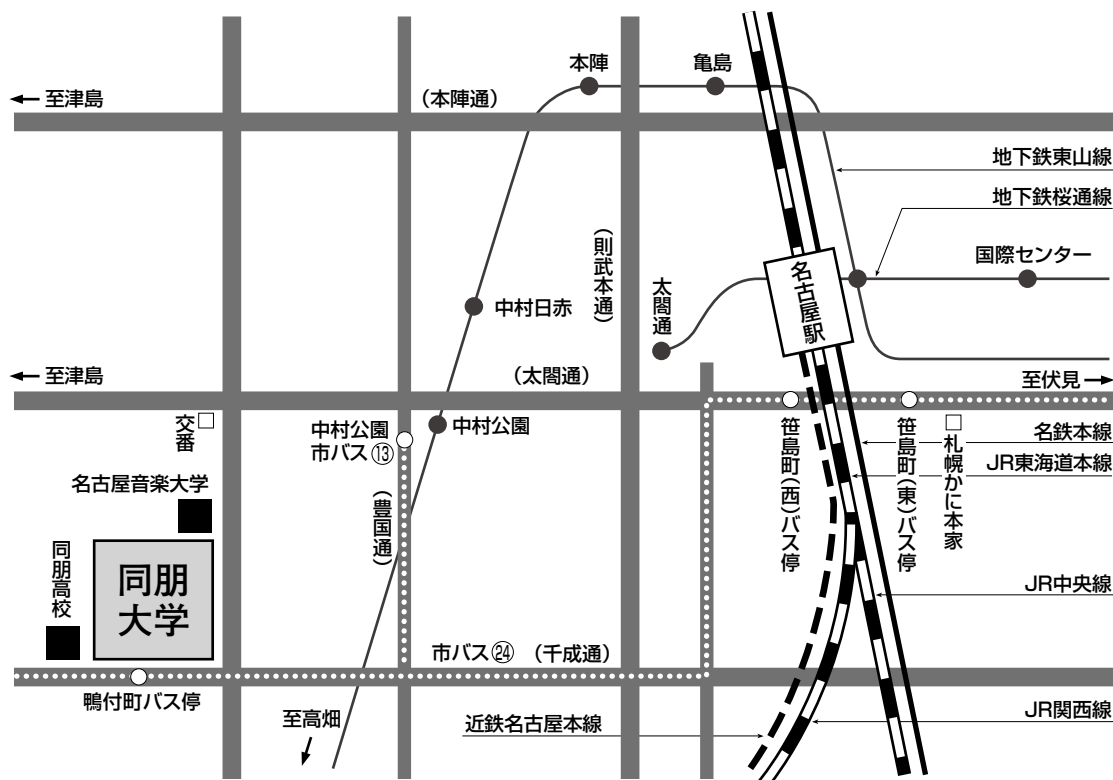 本陣
亀島
至津島
(本陣通)
地下鉄東山線
地下鉄桜通線
(則武本通)
国際センター
名古屋駅
太閤通
中村日赤
至津島
(太閤通)
至伏見
交番
中村公園
市バス⑬
中村公園
笹島町(西)バス停
笹島町(東)バス停
札幌かに本家
名鉄本線
JR東海道本線
名古屋音楽大学
(豊国通)
同朋高校
同朋
大学
JR中央線
市バス㉔ (千成通)
鴨付町バス停
至高畑
近鉄名古屋本線
JR関西線